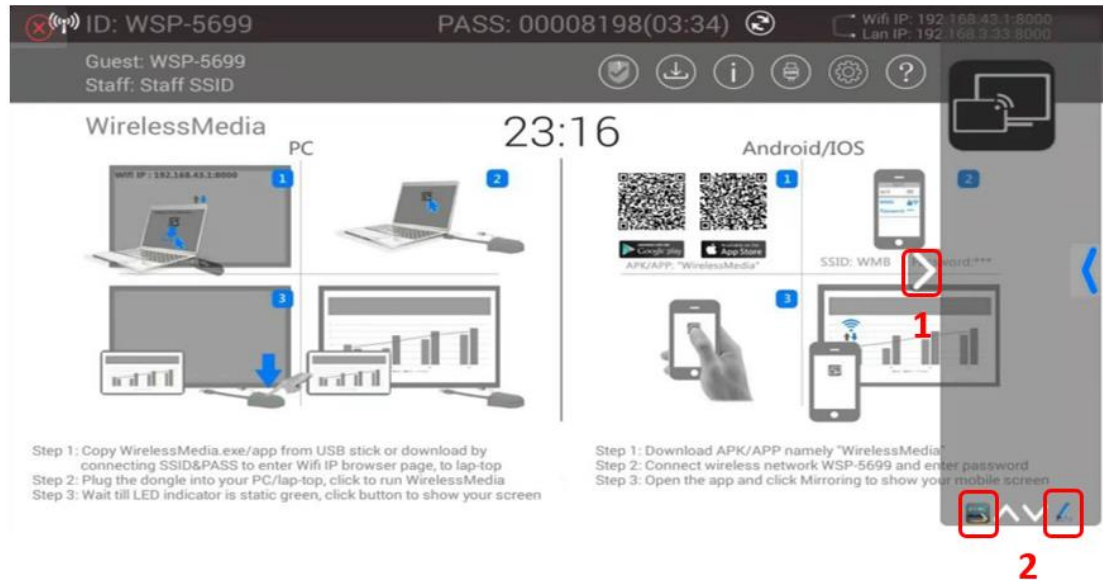 ID: WSP-5699
PASS: 00008198(03:34)
Wifi IP: 192.168.43.1:8000
Lan IP: 192.168.3.33:8000
Guest: WSP-5699
Staff: Staff SSID
WirelessMedia
23:16
PC
Android/IOS
Wifi IP : 192.168.43.1:8000
1
2
1
2
Google play
App Store
APK/APP: "WirelessMedia"
SSID: WMB
Password:***
3
3
1
Step 1: Copy WirelessMedia.exe/app from USB stick or download by
connecting SSID&PASS to enter Wifi IP browser page, to lap-top
Step 2: Plug the dongle into your PC/lap-top, click to run WirelessMedia
Step 3: Wait till LED indicator is static green, click button to show your screen
Step 1: Download APK/APP namely "WirelessMedia"
Step 2: Connect wireless network WSP-5699 and enter password
Step 3: Open the app and click Mirroring to show your mobile screen
2